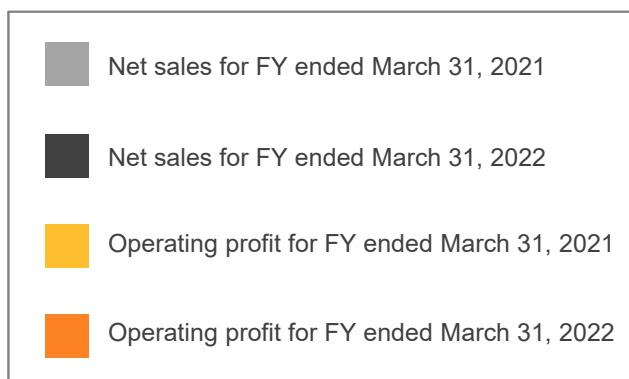 Net sales for FY ended March 31, 2021
Net sales for FY ended March 31, 2022
Operating profit for FY ended March 31, 2021
Operating profit for FY ended March 31, 2022